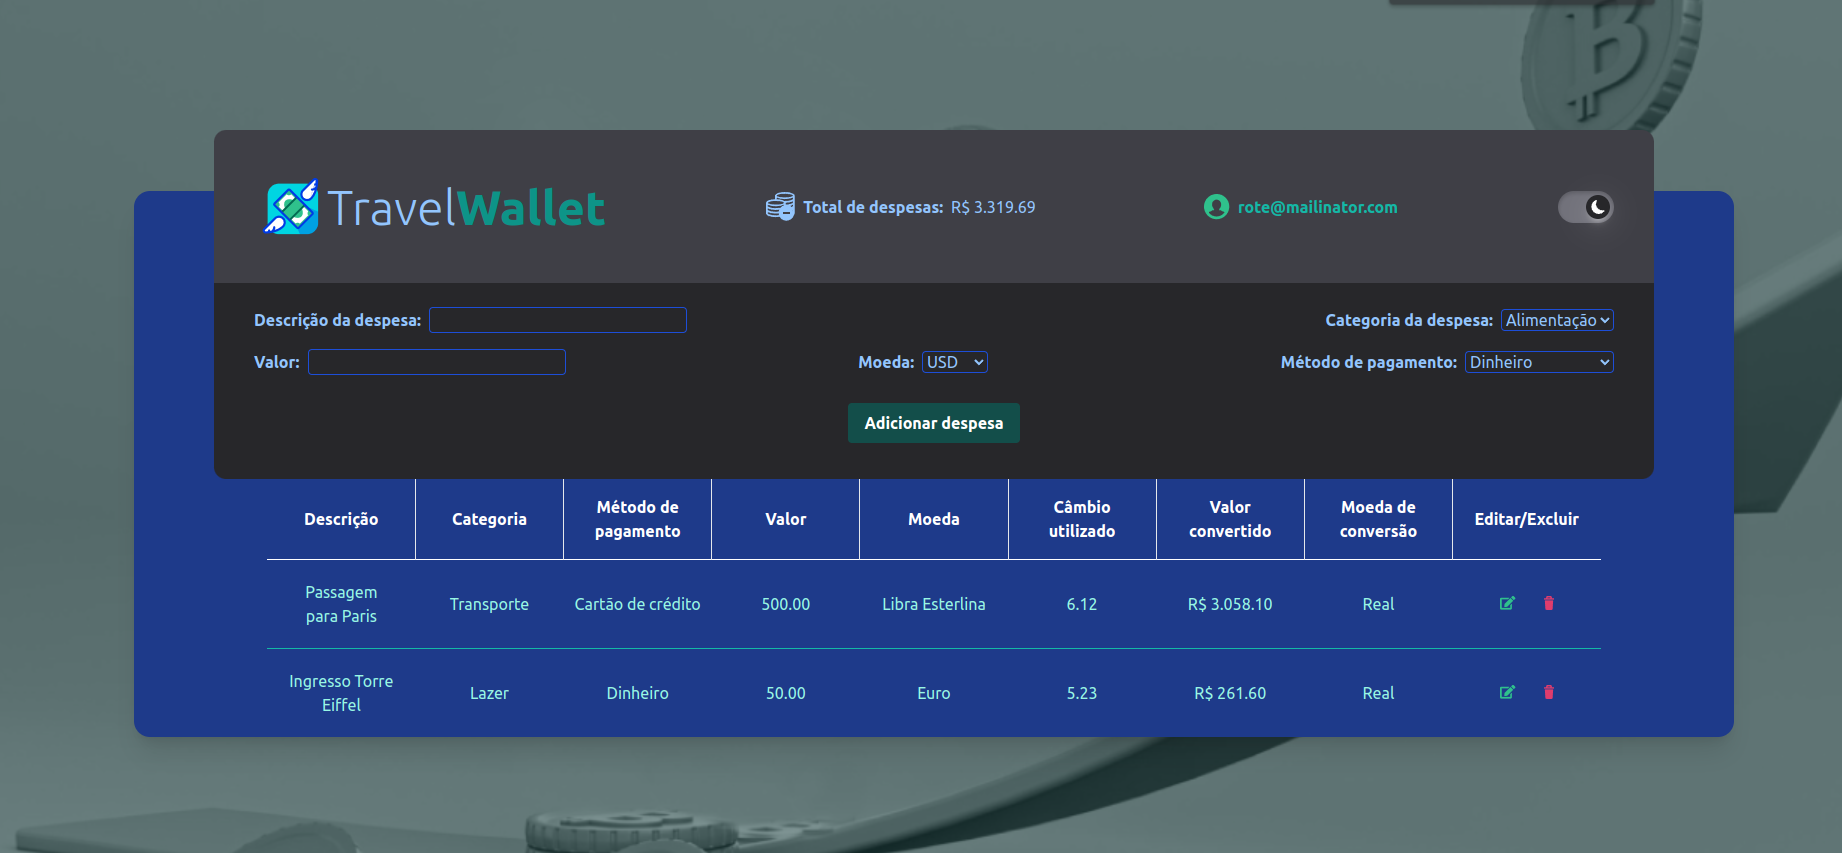 TravelWallet
Total de despesas: R$ 3.319.69
rote@mailinator.com
Descrição da despesa:
Categoria da despesa: Alimentação
Valor:
Moeda: USD
Método de pagamento: Dinheiro
Adicionar despesa
Descrição
Categoria
Método de
pagamento
Valor
Moeda
Câmbio
utilizado
Valor
convertido
Moeda de
conversão
Editar/Excluir
Passagem
para Paris
Transporte
Cartão de crédito
500.00
Libra Esterlina
6.12
R$ 3.058.10
Real
Ingresso Torre
Eiffel
Lazer
Dinheiro
50.00
Euro
5.23
R$ 261.60
Real